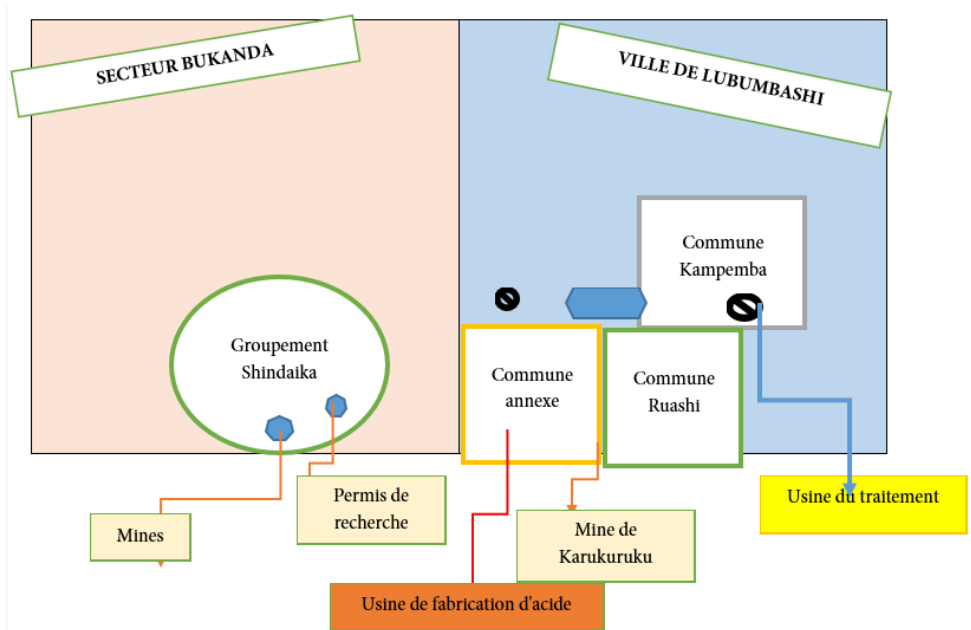 SECTEUR BUKANDA
VILLE DE LUBUMBASHI
Commune
Kampemba
Groupement
Shindaika
Commune
annexe
Commune
Ruashi
Permis de
recherche
Usine du traitement
Mines
Mine de
Karukuruku
Usine de fabrication d'acide